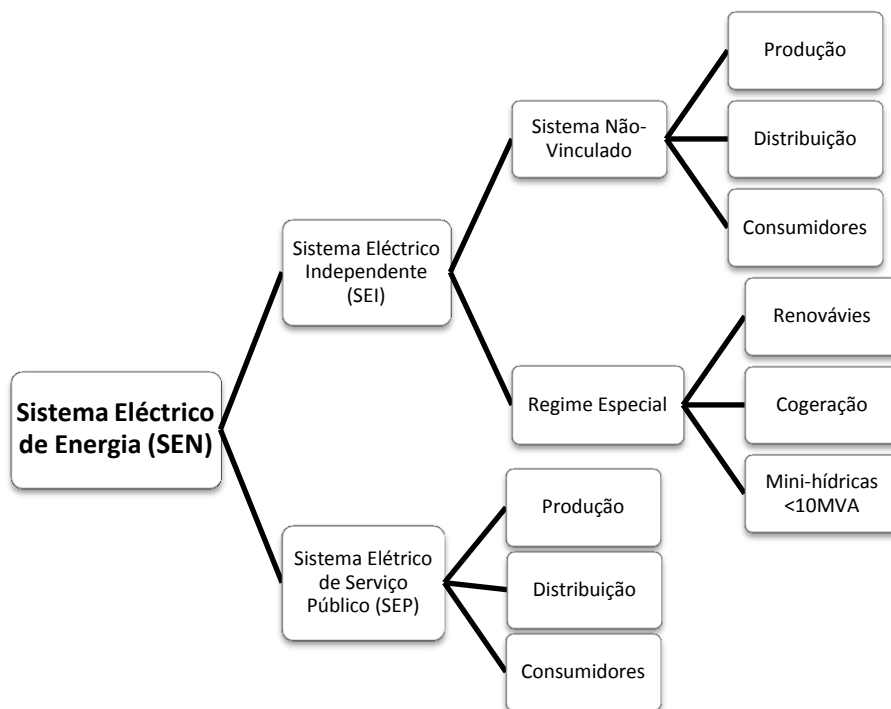 Sistema Eléctrico
de Energia (SEN)
Sistema Eléctrico
Independente
(SEI)
Sistema Não-
Vinculado
Produção
Distribuição
Consumidores
Regime Especial
Renovávies
Cogeração
Mini-hídricas
<10MVA
Sistema Elétrico
de Serviço
Público (SEP)
Produção
Distribuição
Consumidores